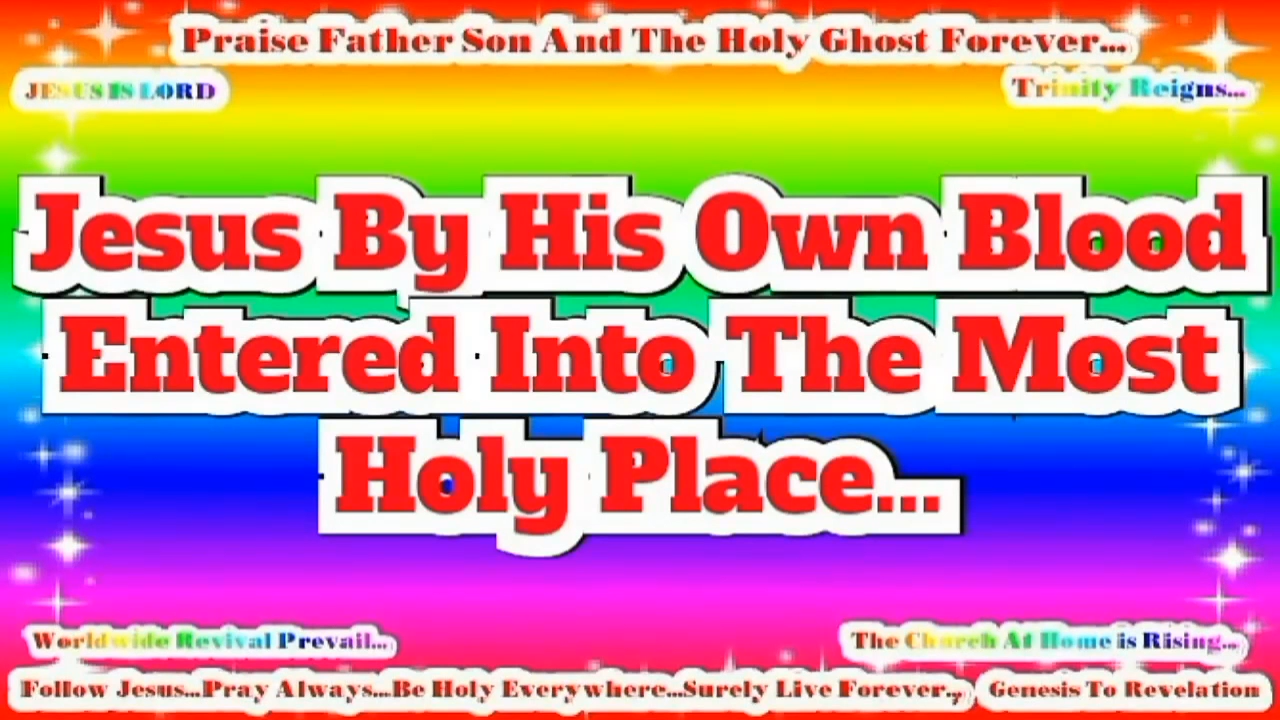 Praise Father Son And The Holy Ghost Forever...
JESUS IS LORD
Trinity Reigns...
Jesus By His Own Blood
Entered Into The Most
Holy Place...
Worldwide Revival Prevail...
The Church At Home is Rising...
Follow Jesus...Pray Always...Be Holy Everywhere...Surely Live Forever...
Genesis To Revelation